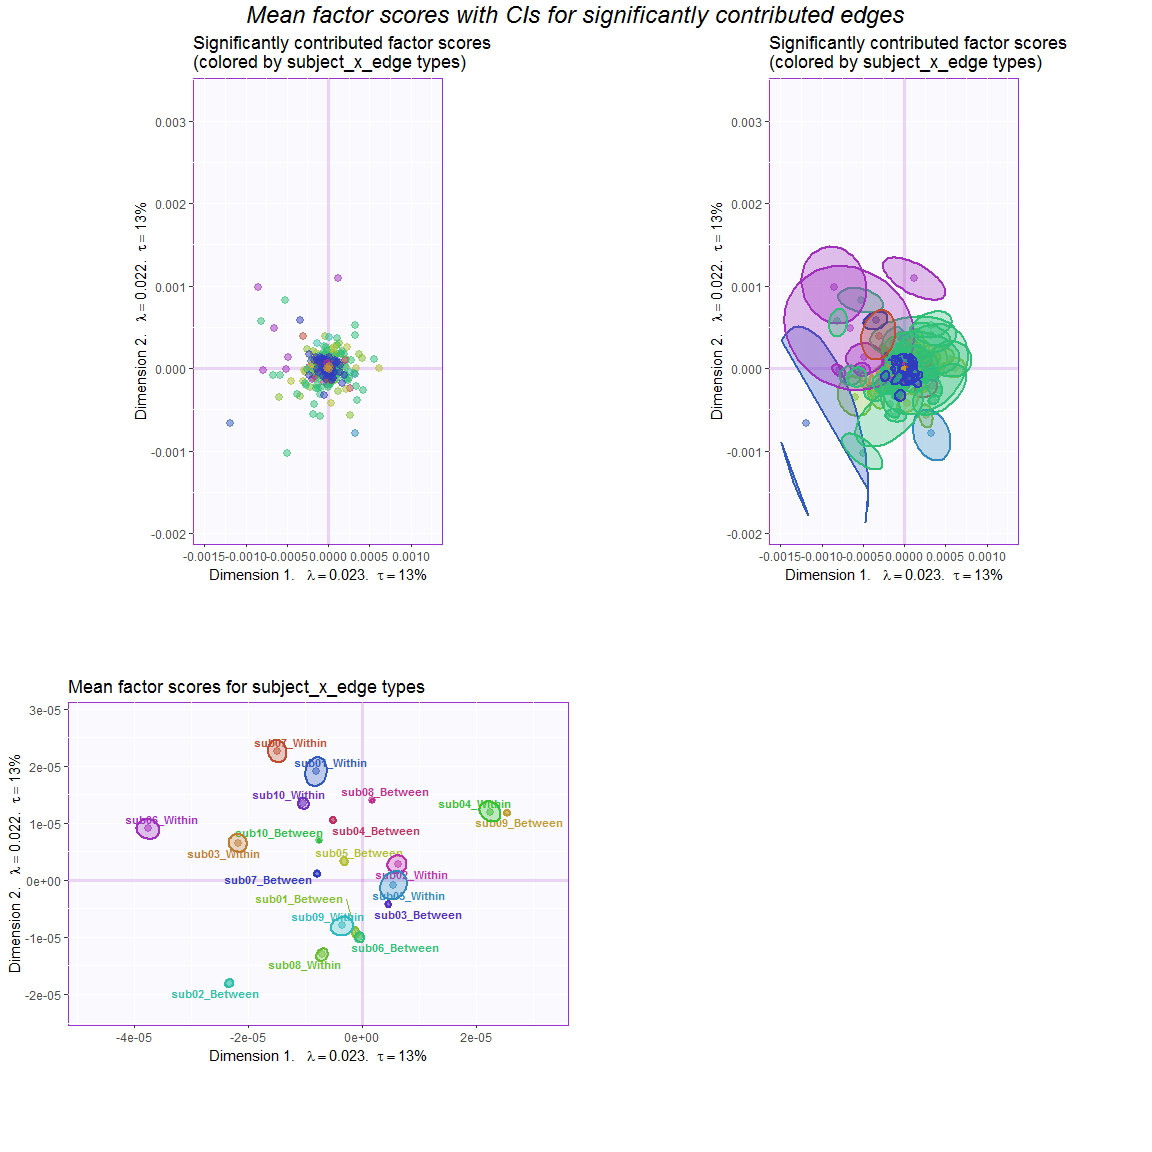 Mean factor scores with CIs for significantly contributed edges
Significantly contributed factor scores
(colored by subject_x_edge types)
0.003
0.002
0.001
0.000
-0.001
-0.002
Dimension 2. λ = 0.022. τ = 13%
-0.0015 -0.0010 -0.0005 0.0000 0.0005 0.0010
Dimension 1. λ = 0.023. τ = 13%
Significantly contributed factor scores
(colored by subject_x_edge types)
0.003
0.002
0.001
0.000
-0.001
-0.002
Dimension 2. λ = 0.022. τ = 13%
-0.0015 -0.0010 -0.0005 0.0000 0.0005 0.0010
Dimension 1. λ = 0.023. τ = 13%
Mean factor scores for subject_x_edge types
3e-05
2e-05
1e-05
0e+00
-1e-05
-2e-05
Dimension 2. λ = 0.022. τ = 13%
sub07_Within
sub01_Within
sub10_Within
sub08_Between
sub04_Within
sub06_Within
sub09_Between
sub10_Between
sub04_Between
sub03_Within
sub05_Between
sub02_Within
sub07_Between
sub05_Within
sub01_Between
sub09_Within
sub03_Between
sub06_Between
sub08_Within
sub02_Between
-4e-05 -2e-05 0e+00 2e-05
Dimension 1. λ = 0.023. τ = 13%